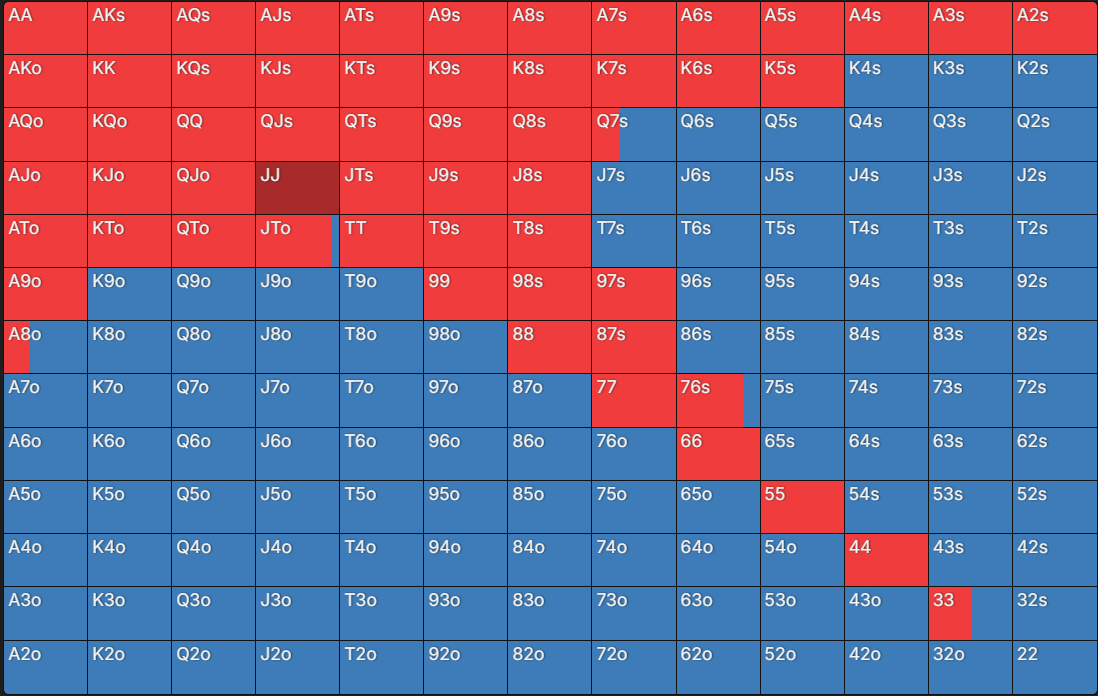 AA AKs AQs AJs ATs A9s A8s A7s A6s A5s A4s A3s A2s
AKo KK KQs KJs KTs K9s K8s K7s K6s K5s K4s K3s K2s
AQo KQo QQ QJs QTs Q9s Q8s Q7s Q6s Q5s Q4s Q3s Q2s
AJo KJo QJo JJ JTs J9s J8s J7s J6s J5s J4s J3s J2s
ATo KTo QTo JTo TT T9s T8s T7s T6s T5s T4s T3s T2s
A9o K9o Q9o J9o T9o 99 98s 97s 96s 95s 94s 93s 92s
A8o K8o Q8o J8o T8o 98o 88 87s 86s 85s 84s 83s 82s
A7o K7o Q7o J7o T7o 97o 87o 77 76s 75s 74s 73s 72s
A6o K6o Q6o J6o T6o 96o 86o 76o 66 65s 64s 63s 62s
A5o K5o Q5o J5o T5o 95o 85o 75o 65o 55 54s 53s 52s
A4o K4o Q4o J4o T4o 94o 84o 74o 64o 54o 44 43s 42s
A3o K3o Q3o J3o T3o 93o 83o 73o 63o 53o 43o 33 32s
A2o K2o Q2o J2o T2o 92o 82o 72o 62o 52o 42o 32o 22